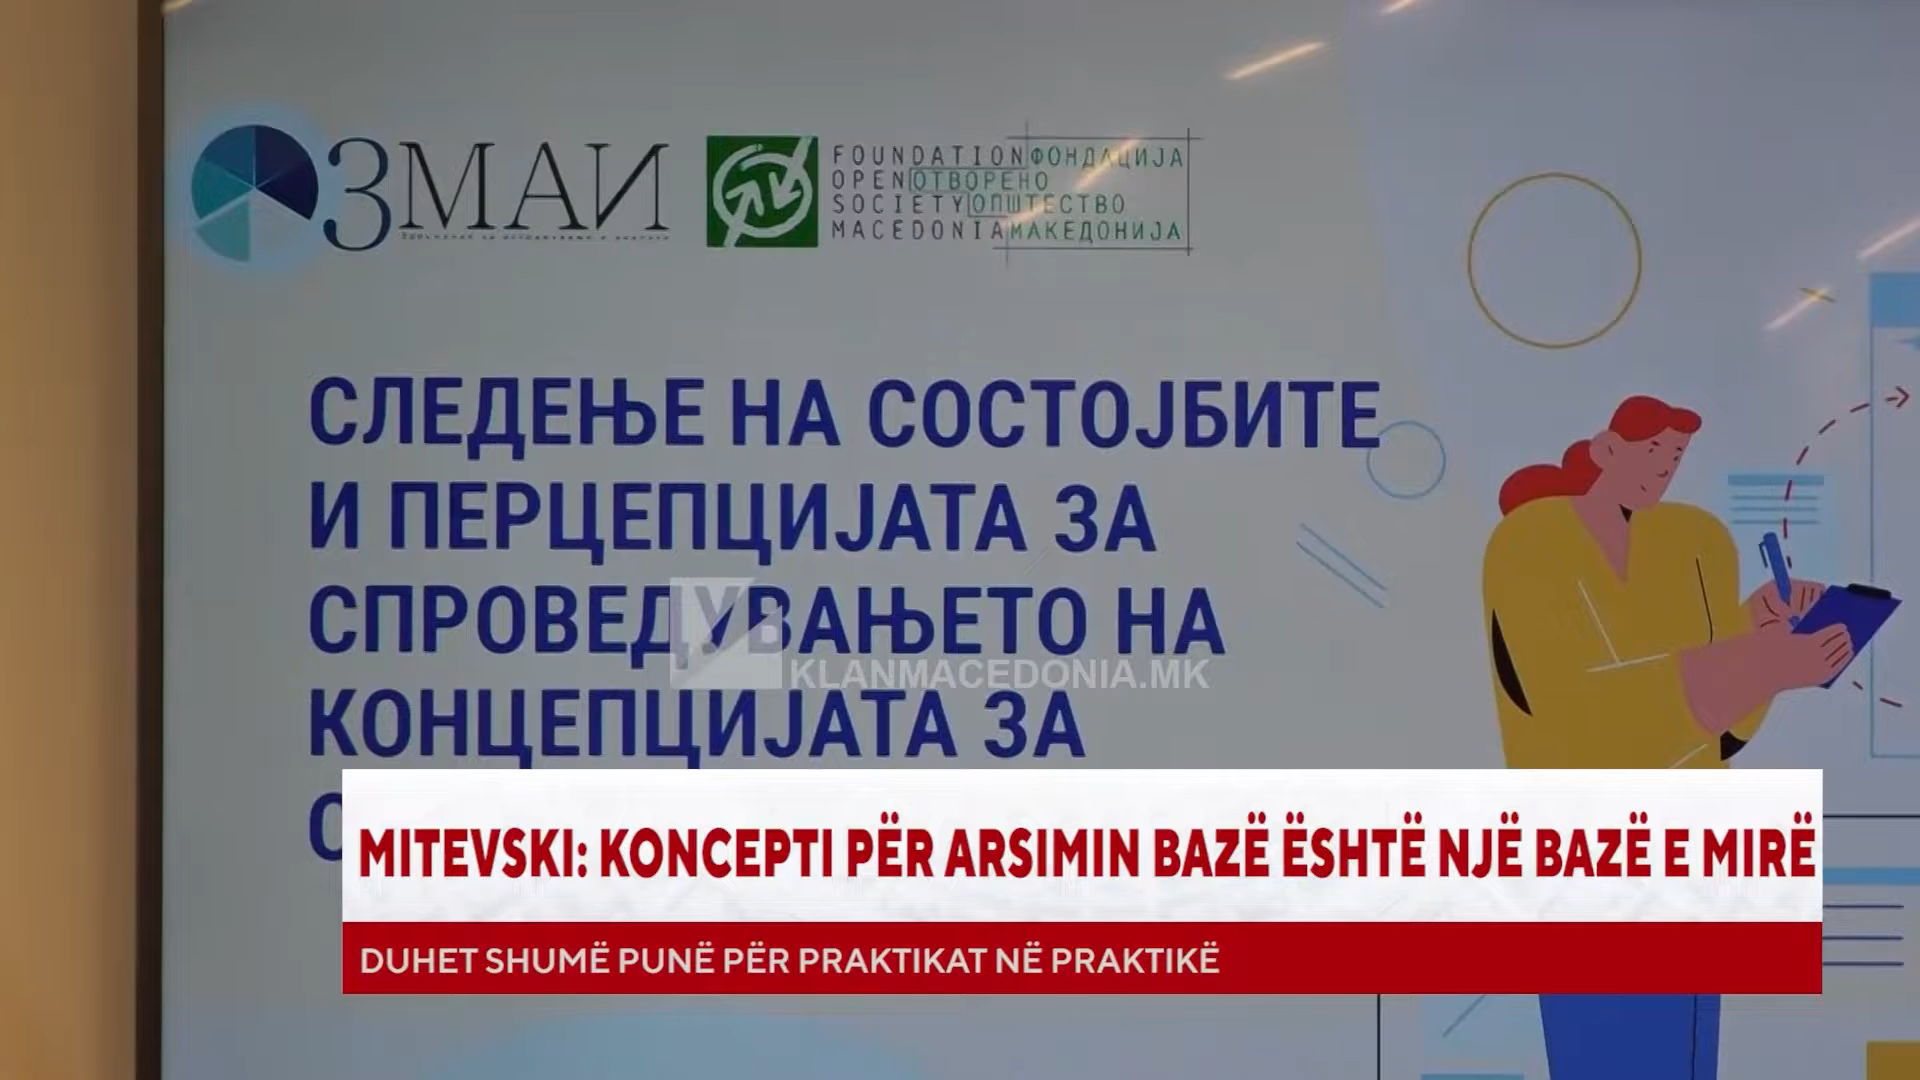 ЗМАИ
FOUNDATION ФОНДАЦИЈА
OPEN ОТВОРЕНО
SOCIETY ОПШТЕСТВО
MACEDONIA МАКЕДОНИЈА
СЛЕДЕЊЕ НА СОСТОЈБИТЕ
И ПЕРЦЕПЦИЈАТА ЗА
СПРОВЕДУВАЊЕТО НА
КОНЦЕПЦИЈАТА ЗА
KLANMACEDONIA.MK
MITEVSKI: KONCEPTI PËR ARSIMIN BAZË ËSHTË NJË BAZË E MIRË
DUHET SHUMË PUNË PËR PRAKTIKAT NË PRAKTIKË